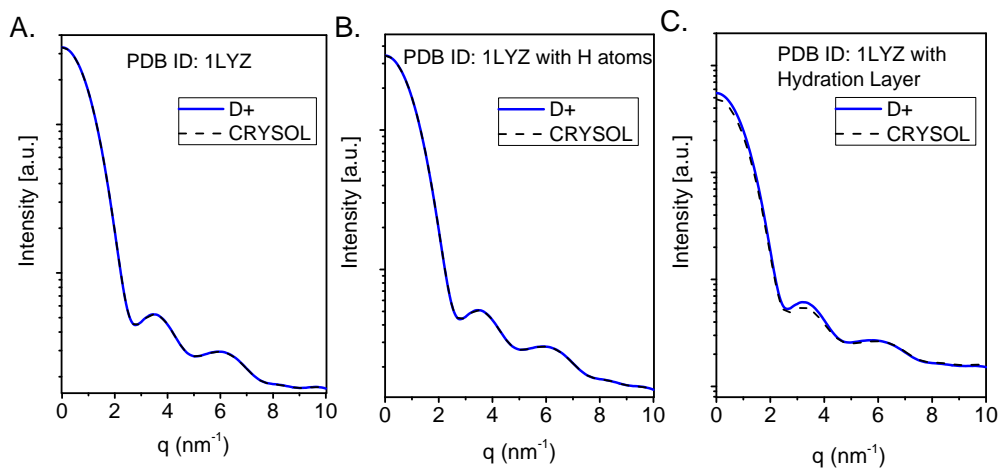 A.
PDB ID: 1LYZ
D+
CRYSOL
Intensity [a.u.]
0 2 4 6 8 10
q (nm⁻¹)
B.
PDB ID: 1LYZ with H atoms
D+
CRYSOL
Intensity [a.u.]
0 2 4 6 8 10
q (nm⁻¹)
C.
PDB ID: 1LYZ with
Hydration Layer
D+
CRYSOL
Intensity [a.u.]
0 2 4 6 8 10
q (nm⁻¹)